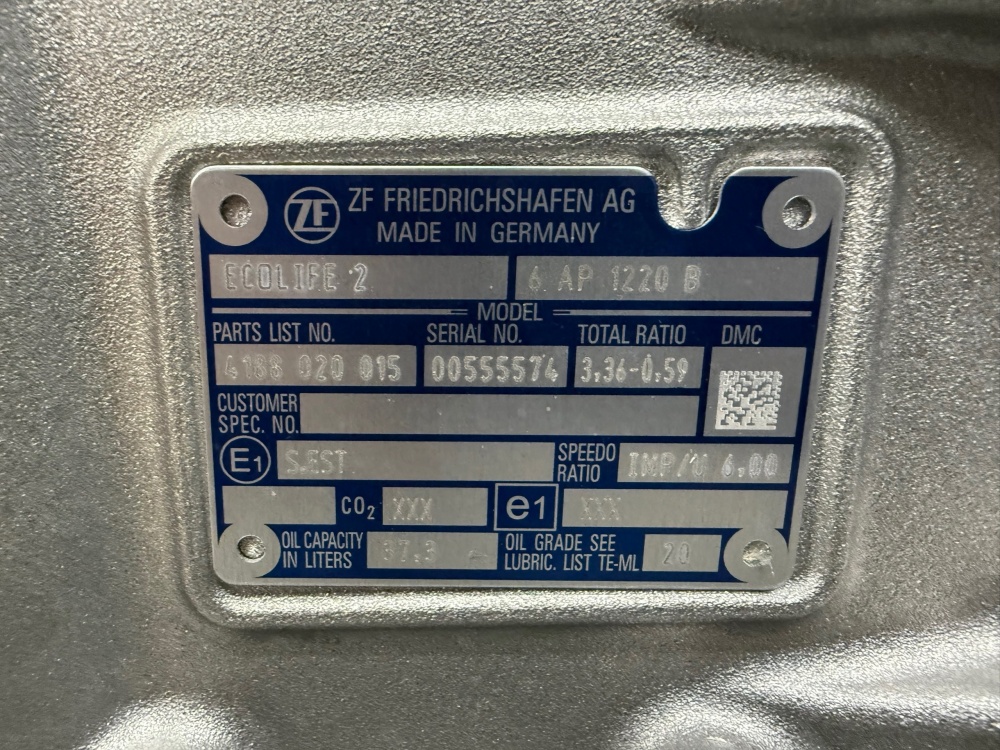 ZF ZF FRIEDRICHSHAFEN AG
MADE IN GERMANY
ECOLIFE 2 6 AP 1220 B
MODEL
PARTS LIST NO. SERIAL NO. TOTAL RATIO DMC
4188 020 015 00555574 3.36-0.59
CUSTOMER
SPEC. NO.
E1 S.EST SPEEDO
RATIO IMP/U 6.00
CO2 XXX e1 XXX
OIL CAPACITY
IN LITERS 37.3 OIL GRADE SEE
LUBRIC. LIST TE-ML 20